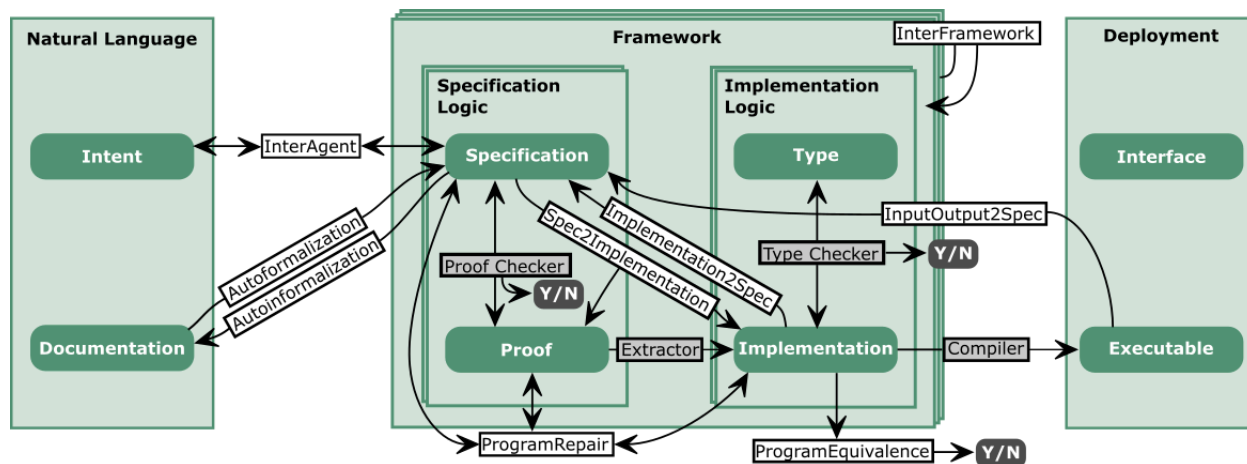 Natural Language
Framework
InterFramework
Deployment
Specification
Logic
Implementation
Logic
Intent
InterAgent
Specification
Type
Interface
InputOutput2Spec
Autoformalization
Autoinformalization
Spec2Implementation
Implementation2Spec
Proof Checker
Y/N
Type Checker
Y/N
Documentation
Proof
Extractor
Implementation
Compiler
Executable
ProgramRepair
ProgramEquivalence
Y/N